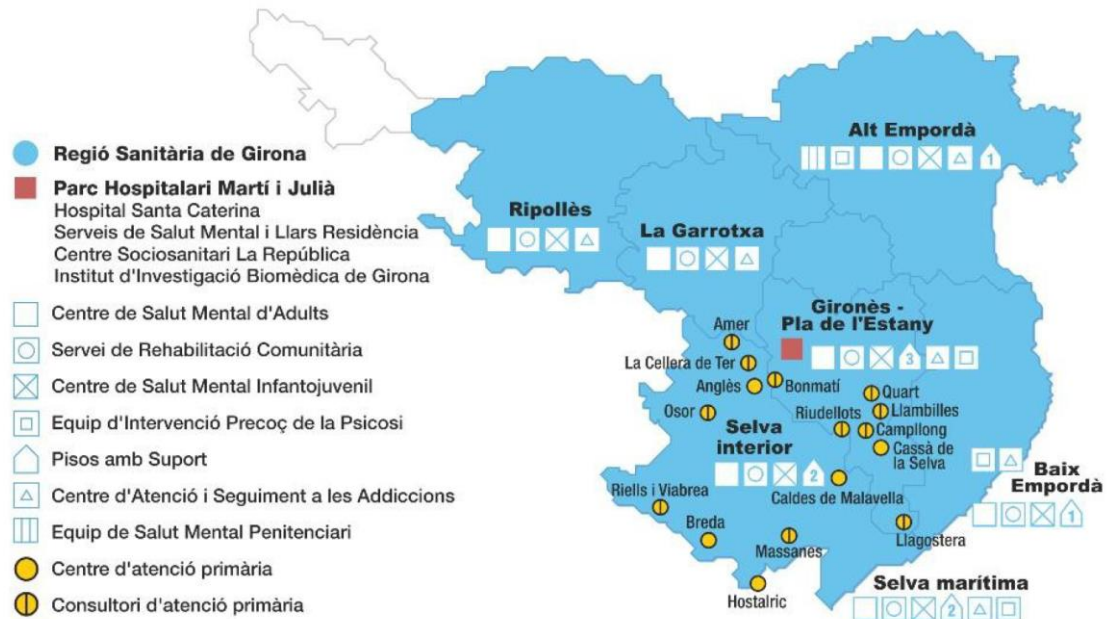 Regió Sanitària de Girona
Parc Hospitalari Martí i Julià
Hospital Santa Caterina
Serveis de Salut Mental i Llars Residència
Centre Sociosanitari La República
Institut d'Investigació Biomèdica de Girona
Centre de Salut Mental d'Adults
Servei de Rehabilitació Comunitària
Centre de Salut Mental Infantojuvenil
Equip d'Intervenció Precoç de la Psicosi
Pisos amb Suport
Centre d'Atenció i Seguiment a les Addiccions
Equip de Salut Mental Penitenciari
Centre d'atenció primària
Consultori d'atenció primària
Alt Empordà
1
Ripollès
La Garrotxa
Gironès -
Pla de l'Estany
3
Amer
La Cellera de Ter
Anglès
Bonmatí
Osor
Quart
Llambilles
Riudellots
Campllong
Cassà de
la Selva
Selva
interior
2
Caldes de Malavella
Baix
Empordà
1
Riells i Viabrea
Breda
Massanes
Llagostera
Hostalric
Selva marítima
2